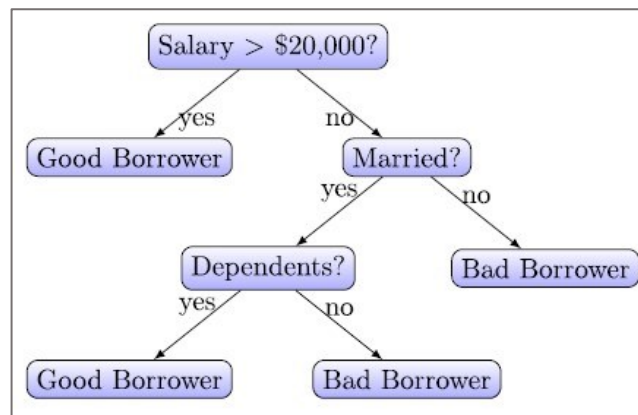 Salary > $20,000?
yes
no
Good Borrower
Married?
yes
no
Dependents?
Bad Borrower
yes
no
Good Borrower
Bad Borrower